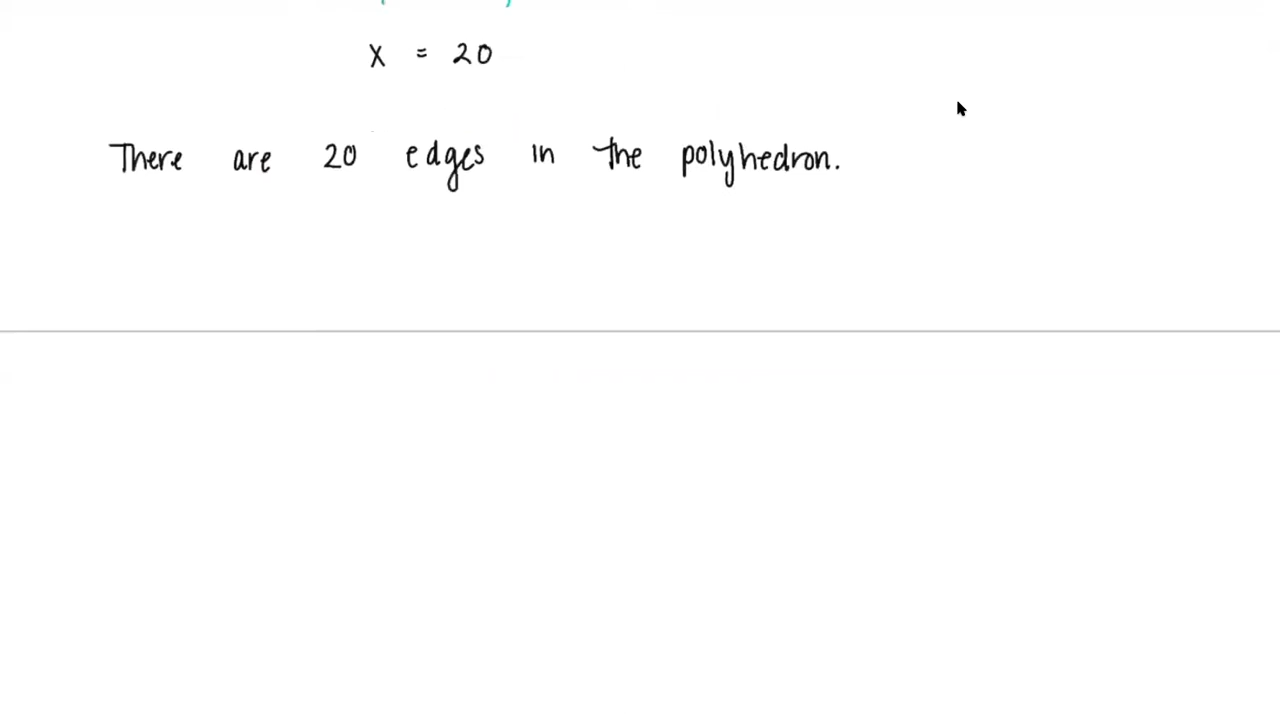 x = 20
There are 20 edges in the polyhedron.